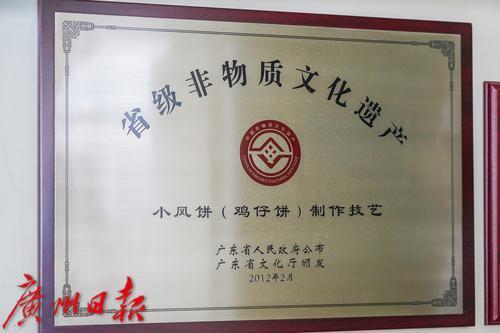 省级非物质文化遗产
小凤饼（鸡仔饼）制作技艺
广东省人民政府公布
广东省文化厅颁发
2012年2月
廣州日報